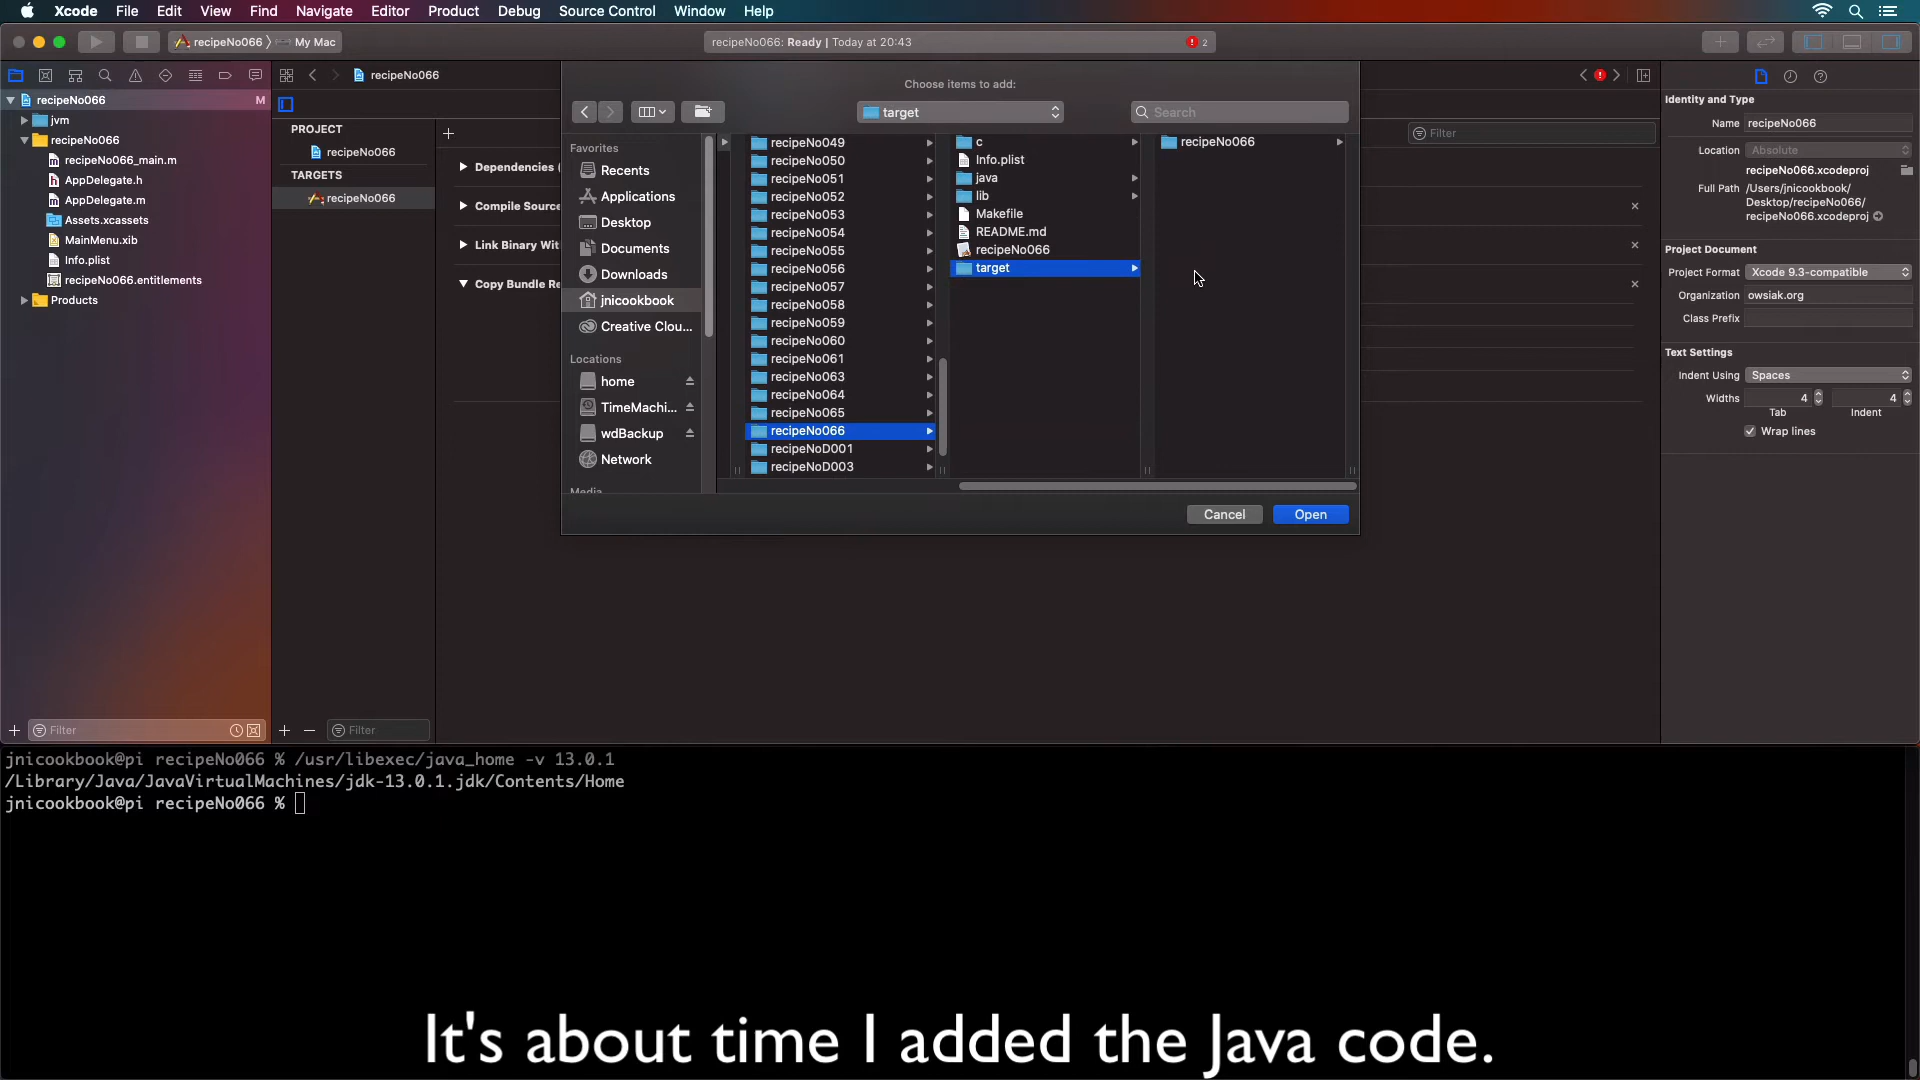 Xcode File Edit View Find Navigate Editor Product Debug Source Control Window Help
recipeNo066 My Mac
recipeNo066: Ready | Today at 20:43
2
recipeNo066 M
jvm
recipeNo066
recipeNo066_main.m
AppDelegate.h
AppDelegate.m
Assets.xcassets
MainMenu.xib
Info.plist
recipeNo066.entitlements
Products
Filter
recipeNo066
PROJECT
recipeNo066
TARGETS
recipeNo066
Filter
Dependencies (
Compile Source
Link Binary Wit
Copy Bundle Re
Filter
Choose items to add:
target
Search
Favorites
Recents
Applications
Desktop
Documents
Downloads
jnicookbook
Creative Clou...
Locations
home
TimeMachi...
wdBackup
Network
Media
recipeNo049
recipeNo050
recipeNo051
recipeNo052
recipeNo053
recipeNo054
recipeNo055
recipeNo056
recipeNo057
recipeNo058
recipeNo059
recipeNo060
recipeNo061
recipeNo063
recipeNo064
recipeNo065
recipeNo066
recipeNoD001
recipeNoD003
c
Info.plist
java
lib
Makefile
README.md
recipeNo066
target
recipeNo066
Cancel Open
Identity and Type
Name recipeNo066
Location Absolute
recipeNo066.xcodeproj
Full Path /Users/jnicookbook/
Desktop/recipeNo066/
recipeNo066.xcodeproj
Project Document
Project Format Xcode 9.3-compatible
Organization owsiak.org
Class Prefix
Text Settings
Indent Using Spaces
Widths 4 4
Tab Indent
Wrap lines
jnicookbook@pi recipeNo066 % /usr/libexec/java_home -v 13.0.1
/Library/Java/JavaVirtualMachines/jdk-13.0.1.jdk/Contents/Home
jnicookbook@pi recipeNo066 %
It's about time I added the Java code.